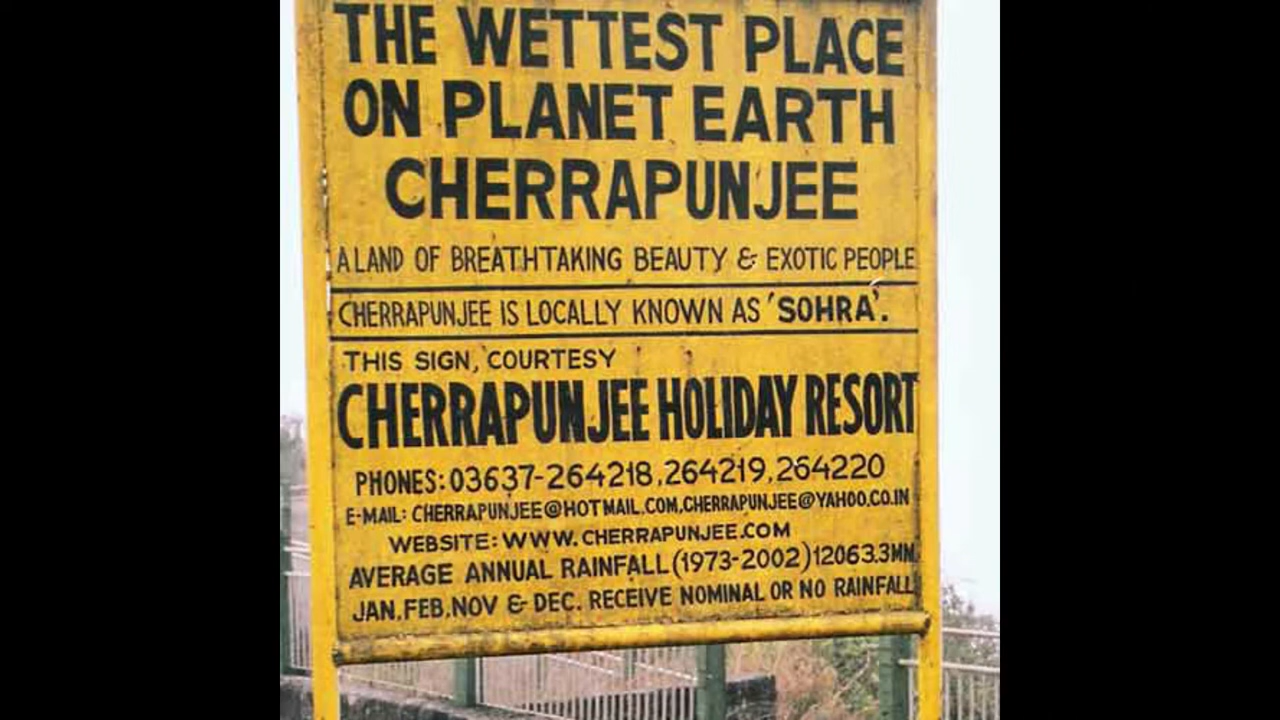 THE WETTEST PLACE
ON PLANET EARTH
CHERRAPUNJEE
A LAND OF BREATHTAKING BEAUTY & EXOTIC PEOPLE
CHERRAPUNJEE IS LOCALLY KNOWN AS 'SOHRA'.
THIS SIGN, COURTESY
CHERRAPUNJEE HOLIDAY RESORT
PHONES: 03637-264218, 264219, 264220
E-MAIL: CHERRAPUNJEE@HOTMAIL.COM, CHERRAPUNJEE@YAHOO.CO.IN
WEBSITE: WWW.CHERRAPUNJEE.COM
AVERAGE ANNUAL RAINFALL (1973-2002) 12063.3MM
JAN, FEB, NOV & DEC. RECEIVE NOMINAL OR NO RAINFALL